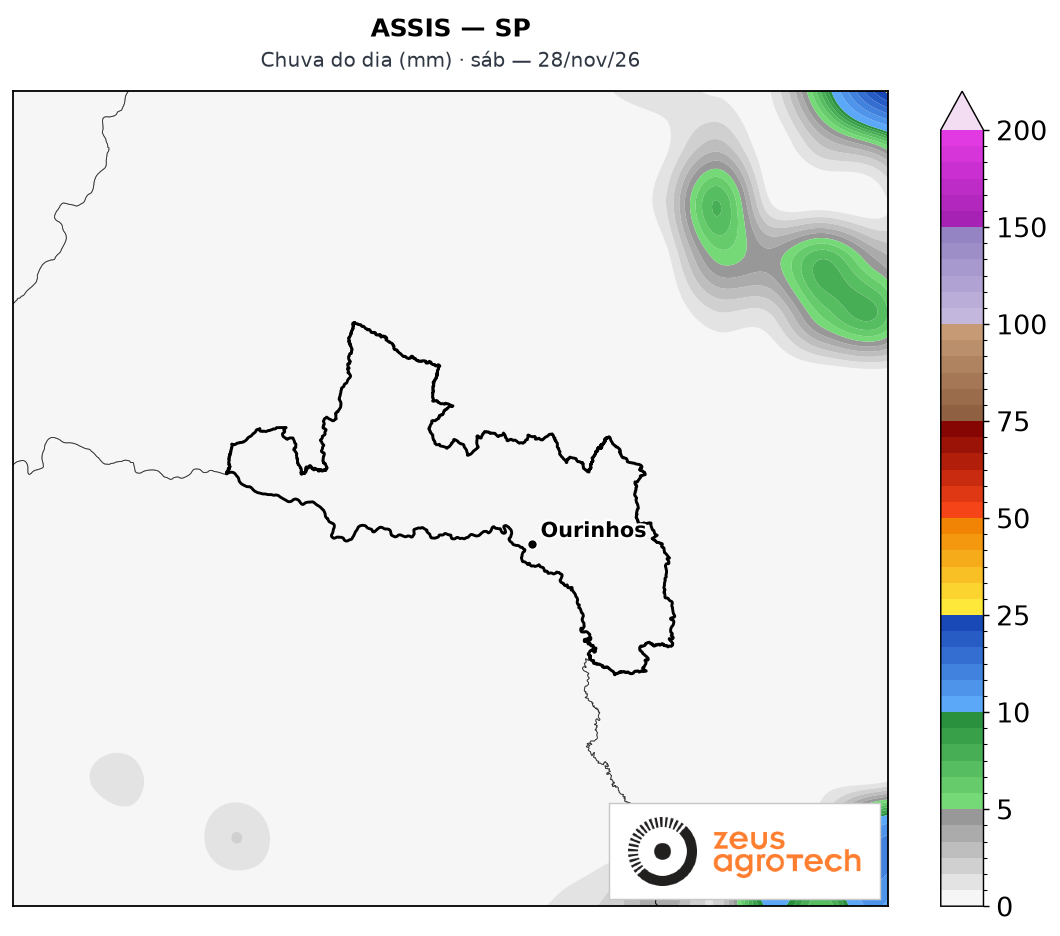 ASSIS — SP
Chuva do dia (mm) · sáb — 28/nov/26
200
150
100
75
50
25
10
5
0
Ourinhos
zeus
agrotech